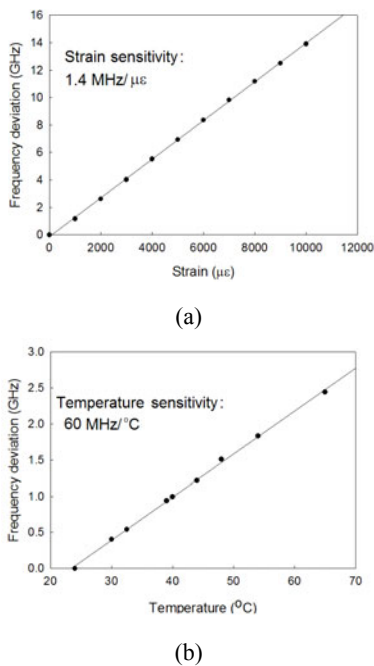 16
14
12
10
8
6
4
2
0
Frequency deviation (GHz)
Strain sensitivity:
1.4 MHz/με
0 2000 4000 6000 8000 10000 12000
Strain (με)
(a)
3.0
2.5
2.0
1.5
1.0
0.5
0.0
Frequency deviation (GHz)
Temperature sensitivity:
60 MHz/°C
20 30 40 50 60 70
Temperature (°C)
(b)